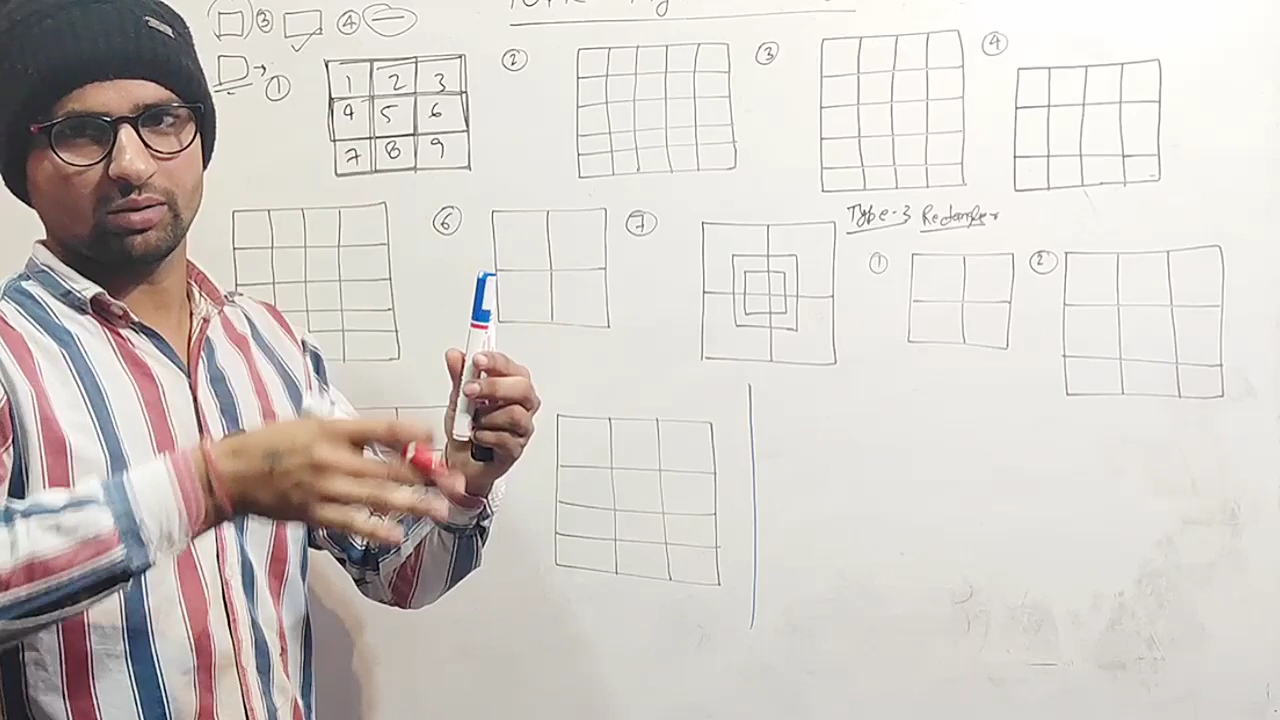 ③ ④
①
1 2 3
4 5 6
7 8 9
② ③ ④
⑥ ⑦
Type-3 Rectangles
① ②